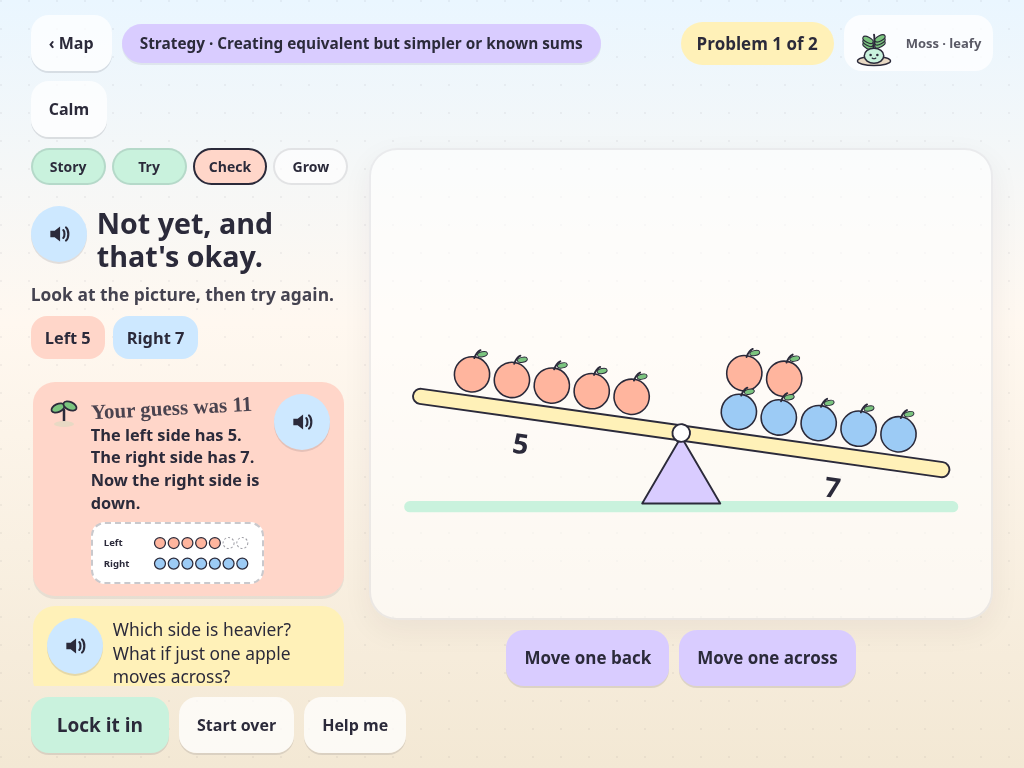 ‹ Map
Strategy · Creating equivalent but simpler or known sums
Problem 1 of 2
Moss · leafy
Calm
Story
Try
Check
Grow
Not yet, and
that's okay.
Look at the picture, then try again.
Left 5
Right 7
Your guess was 11
The left side has 5.
The right side has 7.
Now the right side is
down.
Left
Right
Which side is heavier?
What if just one apple
moves across?
5
7
Move one back
Move one across
Lock it in
Start over
Help me